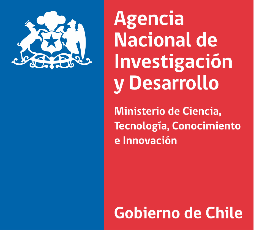 Agencia
Nacional de
Investigación
y Desarrollo
Ministerio de Ciencia,
Tecnología, Conocimiento
e Innovación
Gobierno de Chile